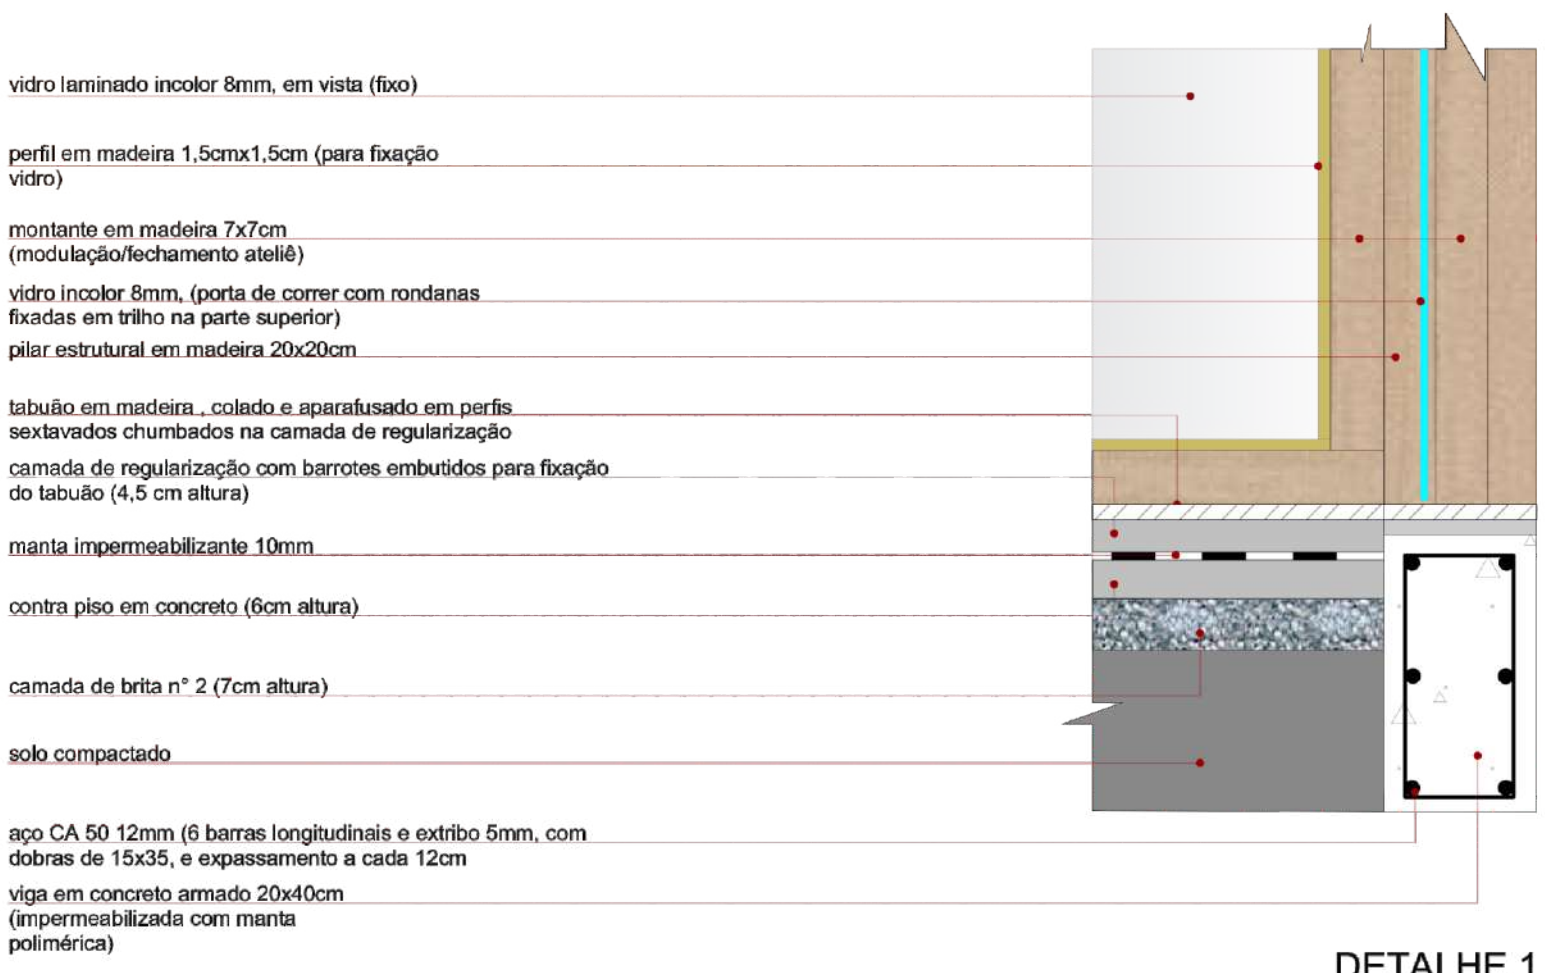 vidro laminado incolor 8mm, em vista (fixo)
perfil em madeira 1,5cmx1,5cm (para fixação
vidro)
montante em madeira 7x7cm
(modulação/fechamento ateliê)
vidro incolor 8mm, (porta de correr com rondanas
fixadas em trilho na parte superior)
pilar estrutural em madeira 20x20cm
tabuão em madeira , colado e aparafusado em perfis
sextavados chumbados na camada de regularização
camada de regularização com barrotes embutidos para fixação
do tabuão (4,5 cm altura)
manta impermeabilizante 10mm
contra piso em concreto (6cm altura)
camada de brita n° 2 (7cm altura)
solo compactado
aço CA 50 12mm (6 barras longitudinais e extribo 5mm, com
dobras de 15x35, e expassamento a cada 12cm
viga em concreto armado 20x40cm
(impermeabilizada com manta
polimérica)
DETALHE 1